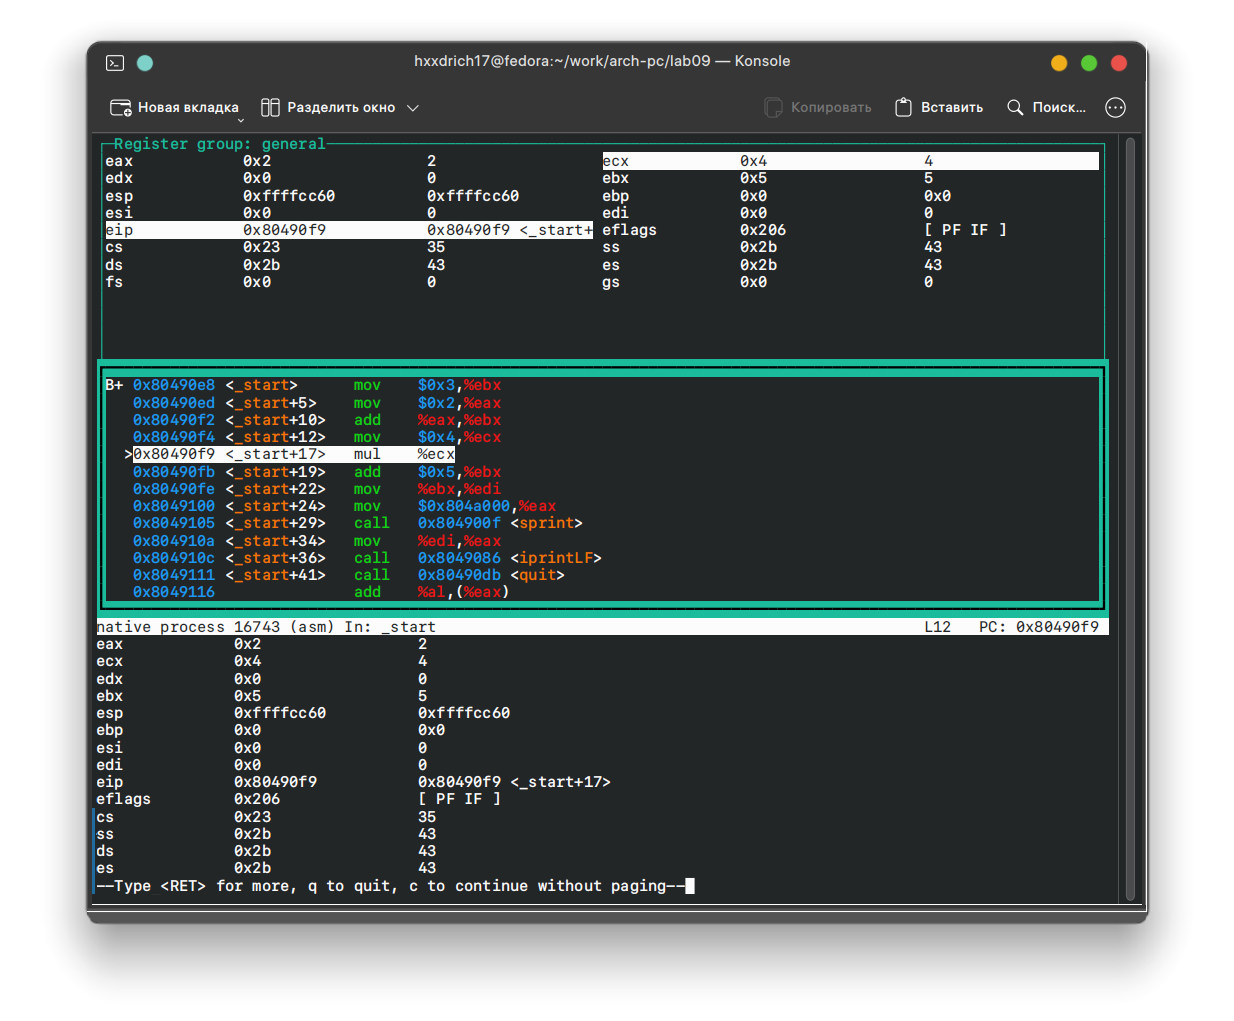 hxxdrich17@fedora:~/work/arch-pc/lab09 — Konsole
Новая вкладка Разделить окно Копировать Вставить Поиск...
Register group: general
eax 0x2 2 ecx 0x4 4
edx 0x0 0 ebx 0x5 5
esp 0xffffcc60 0xffffcc60 ebp 0x0 0x0
esi 0x0 0 edi 0x0 0
eip 0x80490f9 0x80490f9 <_start+ eflags 0x206 [ PF IF ]
cs 0x23 35 ss 0x2b 43
ds 0x2b 43 es 0x2b 43
fs 0x0 0 gs 0x0 0
B+ 0x80490e8 <_start> mov $0x3,%ebx
0x80490ed <_start+5> mov $0x2,%eax
0x80490f2 <_start+10> add %eax,%ebx
0x80490f4 <_start+12> mov $0x4,%ecx
>0x80490f9 <_start+17> mul %ecx
0x80490fb <_start+19> add $0x5,%ebx
0x80490fe <_start+22> mov %ebx,%edi
0x8049100 <_start+24> mov $0x804a000,%eax
0x8049105 <_start+29> call 0x804900f <sprint>
0x804910a <_start+34> mov %edi,%eax
0x804910c <_start+36> call 0x8049086 <iprintLF>
0x8049111 <_start+41> call 0x80490db <quit>
0x8049116 add %al,(%eax)
native process 16743 (asm) In: _start L12 PC: 0x80490f9
eax 0x2 2
ecx 0x4 4
edx 0x0 0
ebx 0x5 5
esp 0xffffcc60 0xffffcc60
ebp 0x0 0x0
esi 0x0 0
edi 0x0 0
eip 0x80490f9 0x80490f9 <_start+17>
eflags 0x206 [ PF IF ]
cs 0x23 35
ss 0x2b 43
ds 0x2b 43
es 0x2b 43
--Type <RET> for more, q to quit, c to continue without paging--